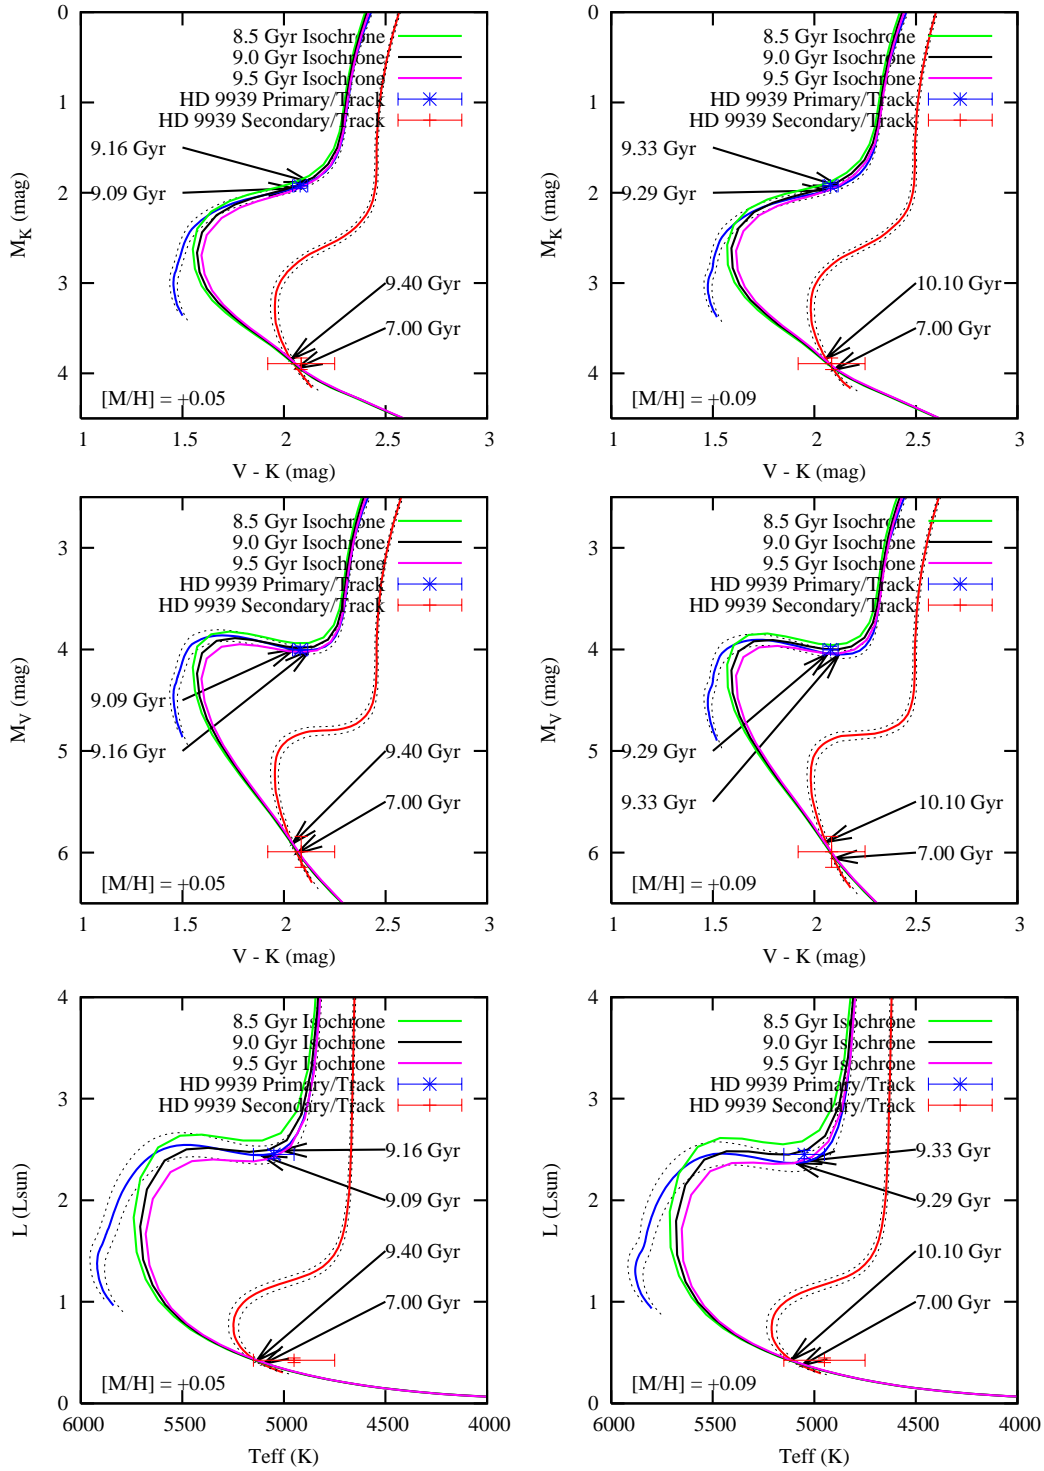 0
1
2
3
4
M_K (mag)
8.5 Gyr Isochrone
9.0 Gyr Isochrone
9.5 Gyr Isochrone
HD 9939 Primary/Track
HD 9939 Secondary/Track
9.16 Gyr
9.09 Gyr
9.40 Gyr
7.00 Gyr
[M/H] = +0.05
1
1.5
2
2.5
3
V - K (mag)
0
1
2
3
4
M_K (mag)
8.5 Gyr Isochrone
9.0 Gyr Isochrone
9.5 Gyr Isochrone
HD 9939 Primary/Track
HD 9939 Secondary/Track
9.33 Gyr
9.29 Gyr
10.10 Gyr
7.00 Gyr
[M/H] = +0.09
1
1.5
2
2.5
3
V - K (mag)
3
4
5
6
M_V (mag)
8.5 Gyr Isochrone
9.0 Gyr Isochrone
9.5 Gyr Isochrone
HD 9939 Primary/Track
HD 9939 Secondary/Track
9.09 Gyr
9.16 Gyr
9.40 Gyr
7.00 Gyr
[M/H] = +0.05
1
1.5
2
2.5
3
V - K (mag)
3
4
5
6
M_V (mag)
8.5 Gyr Isochrone
9.0 Gyr Isochrone
9.5 Gyr Isochrone
HD 9939 Primary/Track
HD 9939 Secondary/Track
9.29 Gyr
9.33 Gyr
10.10 Gyr
7.00 Gyr
[M/H] = +0.09
1
1.5
2
2.5
3
V - K (mag)
4
3
2
1
0
L (Lsun)
8.5 Gyr Isochrone
9.0 Gyr Isochrone
9.5 Gyr Isochrone
HD 9939 Primary/Track
HD 9939 Secondary/Track
9.16 Gyr
9.09 Gyr
9.40 Gyr
7.00 Gyr
[M/H] = +0.05
6000
5500
5000
4500
4000
Teff (K)
4
3
2
1
0
L (Lsun)
8.5 Gyr Isochrone
9.0 Gyr Isochrone
9.5 Gyr Isochrone
HD 9939 Primary/Track
HD 9939 Secondary/Track
9.33 Gyr
9.29 Gyr
10.10 Gyr
7.00 Gyr
[M/H] = +0.09
6000
5500
5000
4500
4000
Teff (K)